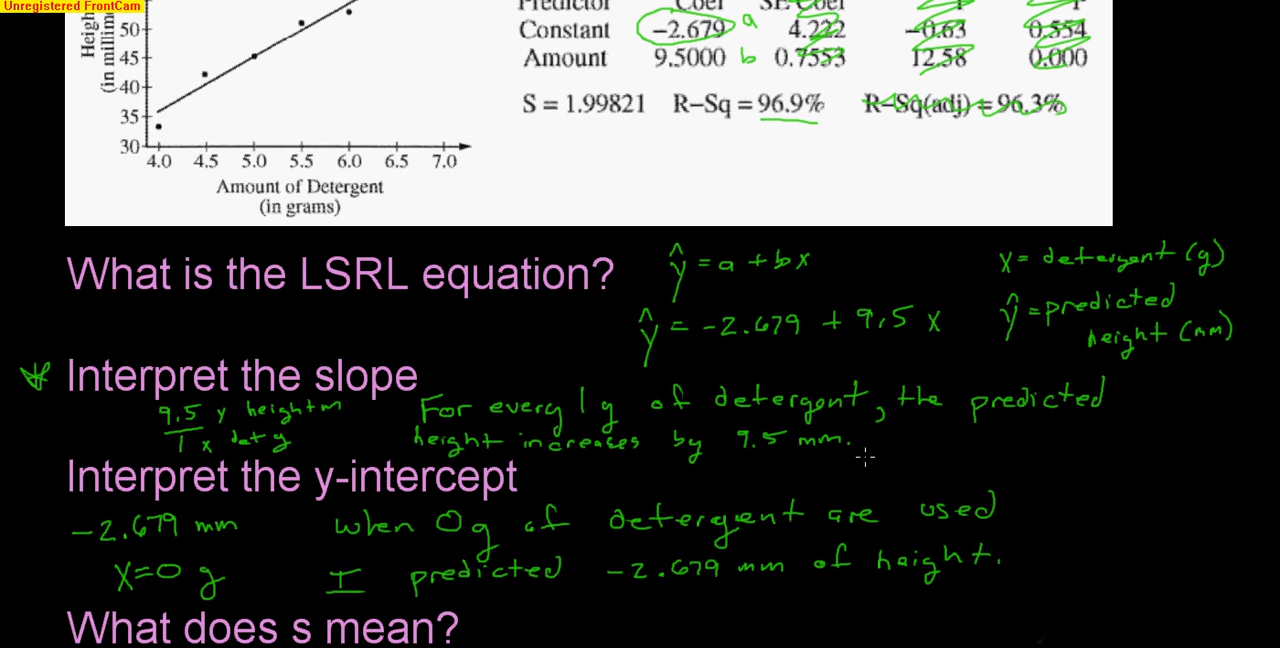 Unregistered FrontCam
Predictor Coef SE Coef
Constant -2.679 a 4.222 -0.63 0.554
Amount 9.5000 b 0.7553 12.58 0.000
S = 1.99821 R-Sq = 96.9% R-Sq(adj) = 96.3%
(in millim
50
45
40
35
30
4.0 4.5 5.0 5.5 6.0 6.5 7.0
Amount of Detergent
(in grams)
What is the LSRL equation?
ŷ = a + bx
ŷ = -2.679 + 9.5 x
x = detergent (g)
ŷ = predicted
height (mm)
Interpret the slope
9.5 y height m
1 x det g
For every 1 g of detergent, the predicted
height increases by 9.5 mm.
Interpret the y-intercept
-2.679 mm when 0 g of detergent are used
x=0 g I predicted -2.679 mm of height.
What does s mean?